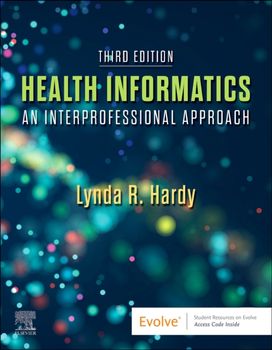 THIRD EDITION
HEALTH INFORMATICS
AN INTERPROFESSIONAL APPROACH
Lynda R. Hardy
ELSEVIER
Evolve®
Student Resources on Evolve
Access Code Inside